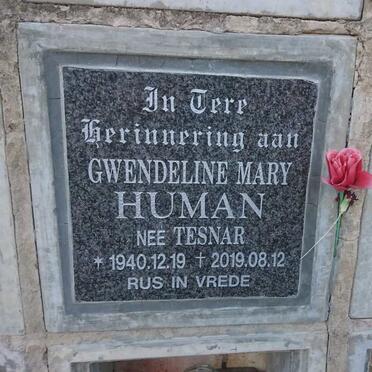 In Tere
Herinnering aan
GWENDELINE MARY
HUMAN
NEE TESNAR
* 1940.12.19 † 2019.08.12
RUS IN VREDE